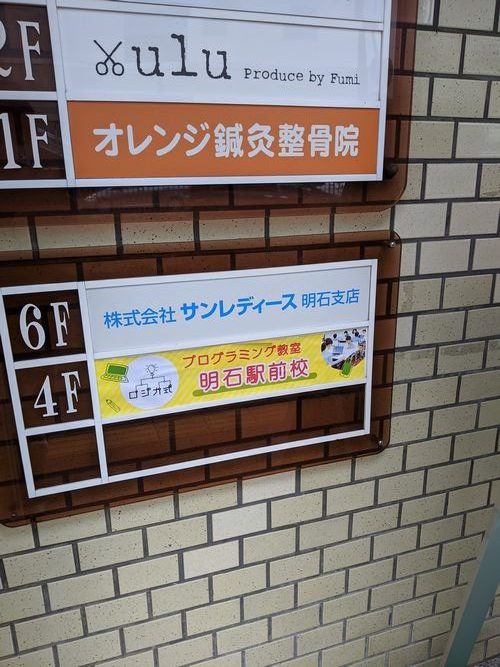 2F
ulu Produce by Fumi
1F
オレンジ鍼灸整骨院
6F
株式会社 サンレディース 明石支店
4F
ロジカ式
プログラミング教室
明石駅前校